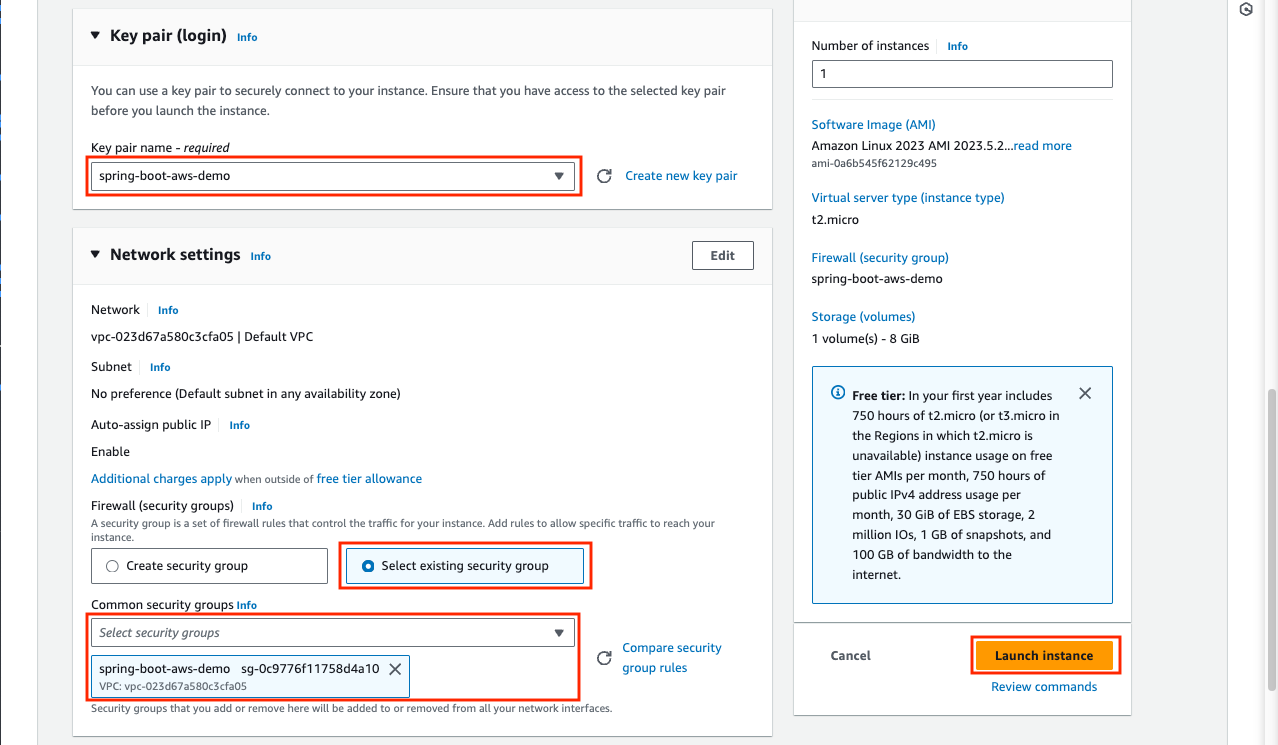 Key pair (login) Info
You can use a key pair to securely connect to your instance. Ensure that you have access to the selected key pair
before you launch the instance.
Key pair name - required
spring-boot-aws-demo
Create new key pair
Network settings Info
Edit
Network Info
vpc-023d67a580c3cfa05 | Default VPC
Subnet Info
No preference (Default subnet in any availability zone)
Auto-assign public IP Info
Enable
Additional charges apply when outside of free tier allowance
Firewall (security groups) Info
A security group is a set of firewall rules that control the traffic for your instance. Add rules to allow specific traffic to reach your
instance.
Create security group
Select existing security group
Common security groups Info
Select security groups
spring-boot-aws-demo sg-0c9776f11758d4a10
VPC: vpc-023d67a580c3cfa05
Compare security
group rules
Security groups that you add or remove here will be added to or removed from all your network interfaces.
Number of instances Info
1
Software Image (AMI)
Amazon Linux 2023 AMI 2023.5.2...read more
ami-0a6b545f62129c495
Virtual server type (instance type)
t2.micro
Firewall (security group)
spring-boot-aws-demo
Storage (volumes)
1 volume(s) - 8 GiB
Free tier: In your first year includes
750 hours of t2.micro (or t3.micro in
the Regions in which t2.micro is
unavailable) instance usage on free
tier AMIs per month, 750 hours of
public IPv4 address usage per
month, 30 GiB of EBS storage, 2
million IOs, 1 GB of snapshots, and
100 GB of bandwidth to the
internet.
Cancel
Launch instance
Review commands